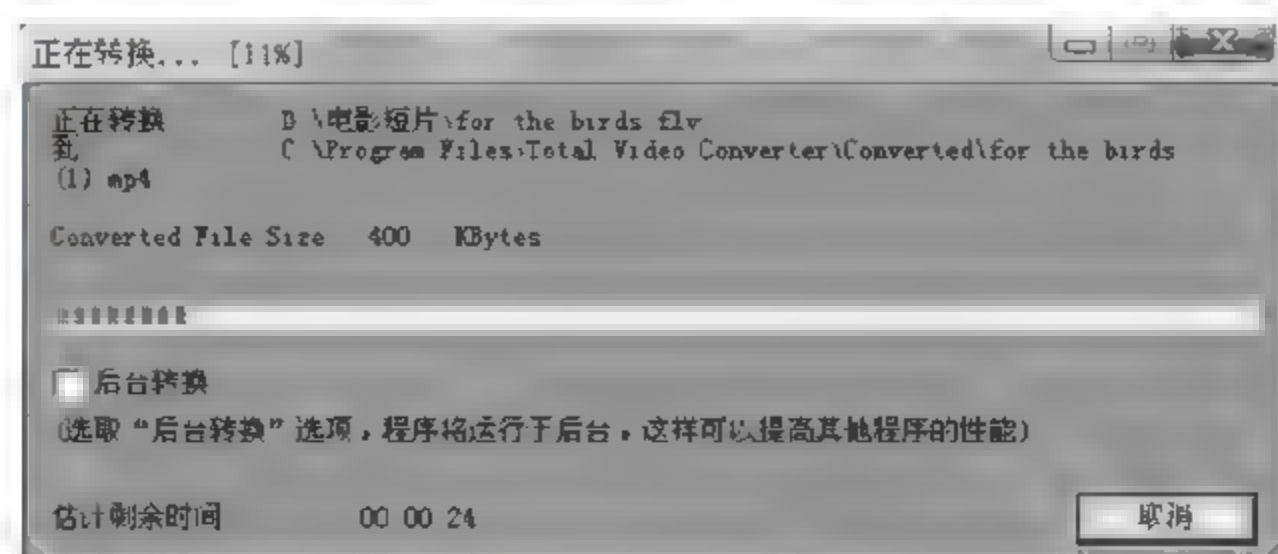 正在转换... [11%]
正在转换 D \电影短片\for the birds flv
到 C \Program Files\Total Video Converter\Converted\for the birds
(1) mp4
Converted File Size 400 KBytes
后台转换
(选取“后台转换”选项，程序将运行于后台，这样可以提高其他程序的性能)
估计剩余时间 00 00 24
取消